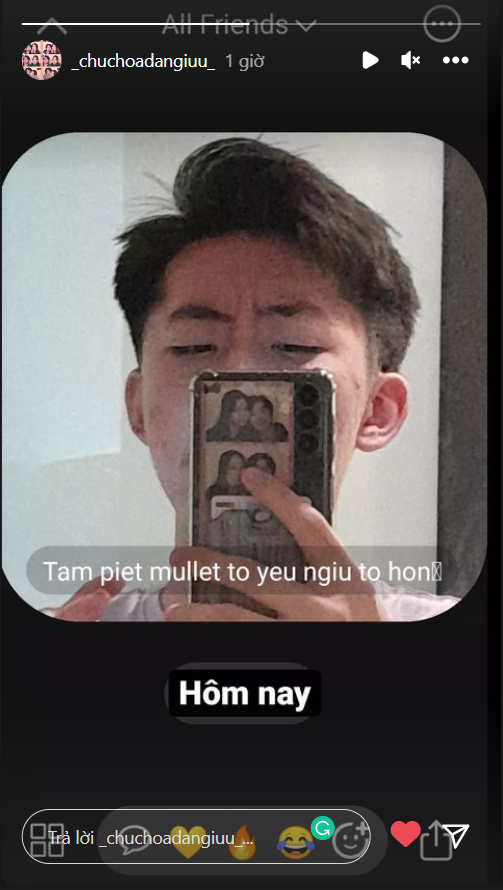 All Friends
_chuchoadangiuu_ 1 giờ
Tam piet mullet to yeu ngiu to hon
Hôm nay
Trả lời _chuchoadangiuu_...